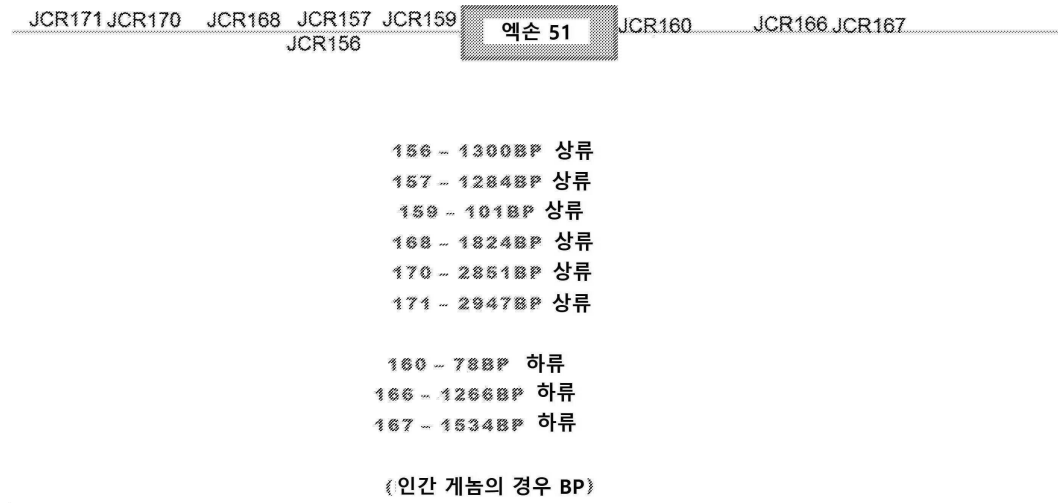 JCR171 JCR170 JCR168 JCR157 JCR159 엑손 51 JCR160 JCR166 JCR167
JCR156
156 – 1300BP 상류
157 – 1284BP 상류
159 – 101BP 상류
168 – 1824BP 상류
170 – 2851BP 상류
171 – 2947BP 상류
160 – 78BP 하류
166 – 1266BP 하류
167 – 1534BP 하류
(인간 게놈의 경우 BP)